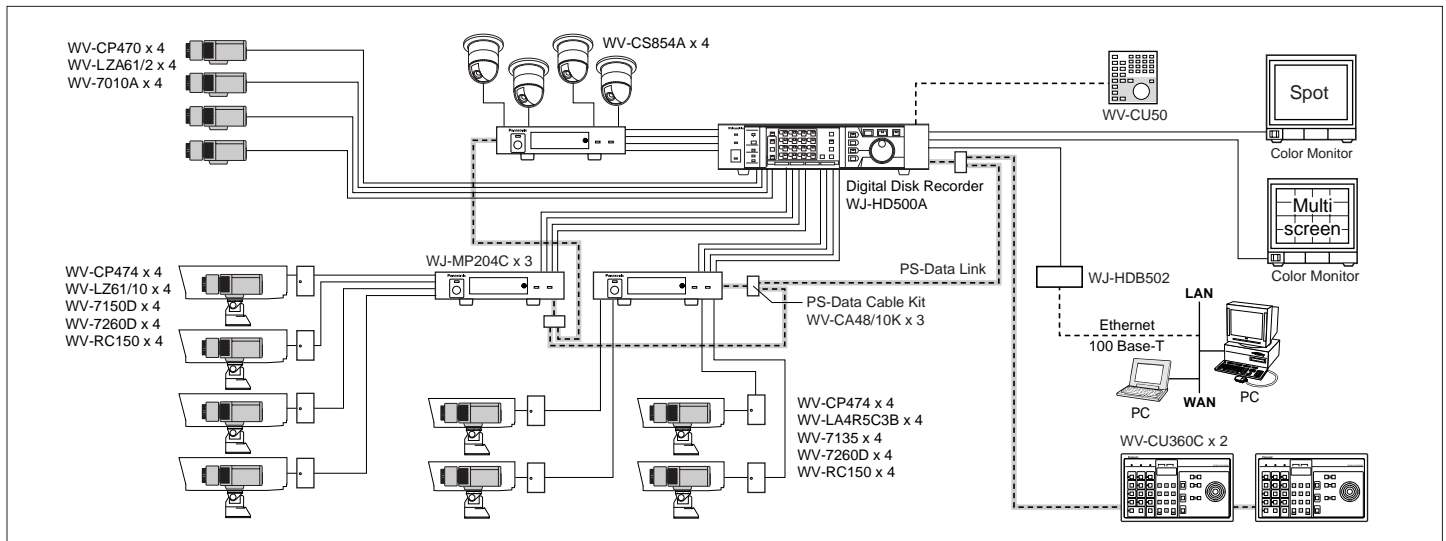 WV-CP470 x 4
WV-LZA61/2 x 4
WV-7010A x 4
WV-CS854A x 4
WV-CU50
Spot
Color Monitor
Digital Disk Recorder
WJ-HD500A
Multi
screen
Color Monitor
WJ-MP204C x 3
Panasonic
Panasonic
Panasonic
PS-Data Link
PS-Data Cable Kit
WV-CA48/10K x 3
WJ-HDB502
LAN
Ethernet
100 Base-T
PC
WAN
PC
WV-CP474 x 4
WV-LZ61/10 x 4
WV-7150D x 4
WV-7260D x 4
WV-RC150 x 4
WV-CP474 x 4
WV-LA4R5C3B x 4
WV-7135 x 4
WV-7260D x 4
WV-RC150 x 4
WV-CU360C x 2